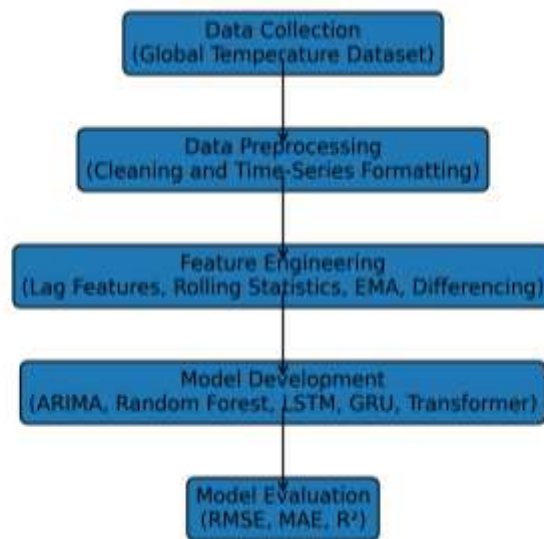 Data Collection
(Global Temperature Dataset)
Data Preprocessing
(Cleaning and Time-Series Formatting)
Feature Engineering
(Lag Features, Rolling Statistics, EMA, Differencing)
Model Development
(ARIMA, Random Forest, LSTM, GRU, Transformer)
Model Evaluation
(RMSE, MAE, R²)